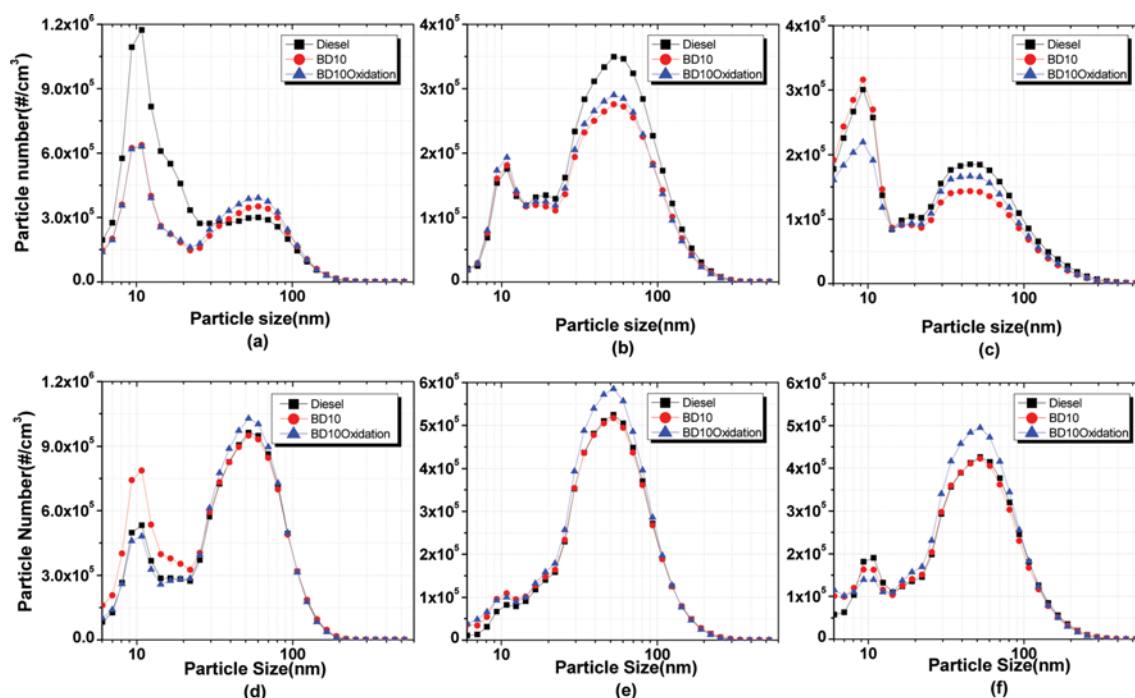 Particle number(#/cm³)
1.2x10⁶
9.0x10⁵
6.0x10⁵
3.0x10⁵
0.0
Diesel
BD10
BD10Oxidation
10
100
Particle size(nm)
(a)
4x10⁵
3x10⁵
2x10⁵
1x10⁵
0
Diesel
BD10
BD10Oxidation
10
100
Particle size(nm)
(b)
4x10⁵
3x10⁵
2x10⁵
1x10⁵
0
Diesel
BD10
BD10Oxidation
10
100
Particle size(nm)
(c)
Particle Number(#/cm³)
1.2x10⁶
9.0x10⁵
6.0x10⁵
3.0x10⁵
0.0
Diesel
BD10
BD10Oxidation
10
100
Particle Size(nm)
(d)
6x10⁵
5x10⁵
4x10⁵
3x10⁵
2x10⁵
1x10⁵
0
Diesel
BD10
BD10Oxidation
10
100
Particle Size(nm)
(e)
6x10⁵
5x10⁵
4x10⁵
3x10⁵
2x10⁵
1x10⁵
0
Diesel
BD10
BD10Oxidation
10
100
Particle Size(nm)
(f)